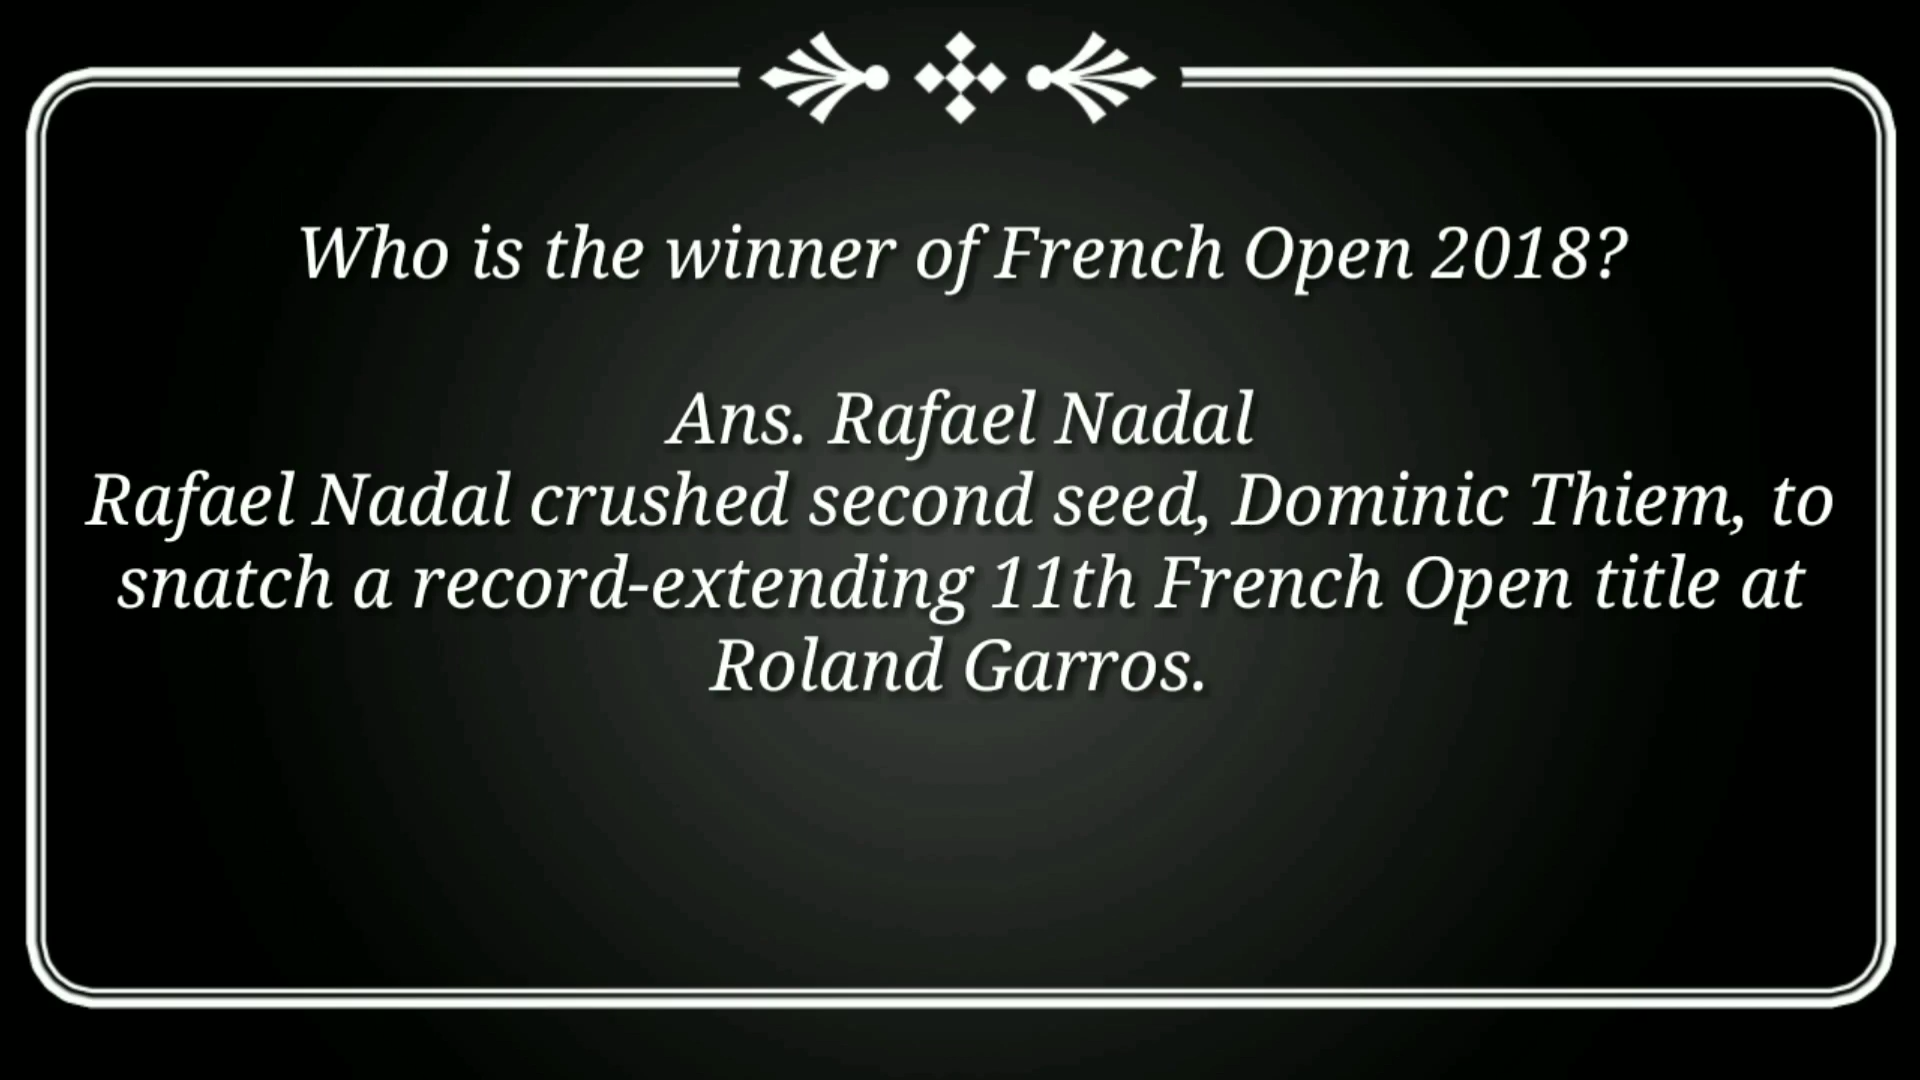 Who is the winner of French Open 2018?
Ans. Rafael Nadal
Rafael Nadal crushed second seed, Dominic Thiem, to
snatch a record-extending 11th French Open title at
Roland Garros.